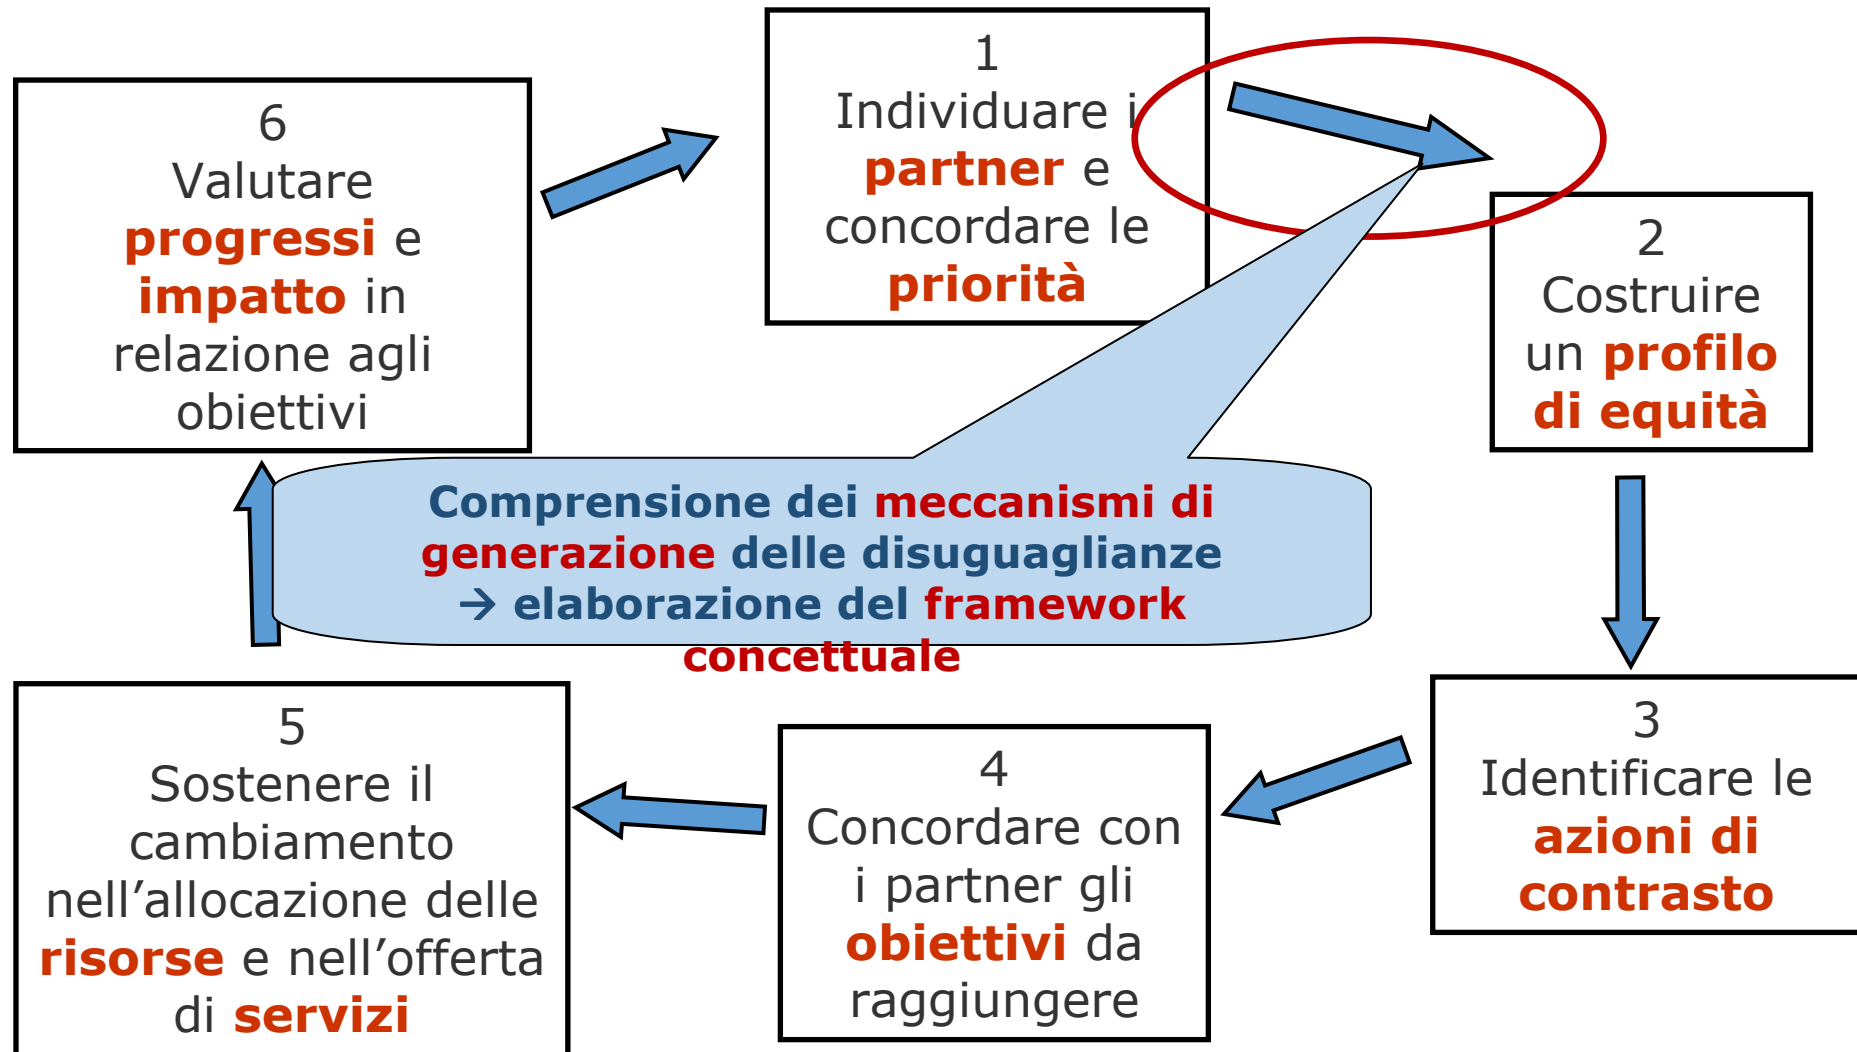 1
Individuare i
partner e
concordare le
priorità
2
Costruire
un profilo
di equità
3
Identificare le
azioni di
contrasto
4
Concordare con
i partner gli
obiettivi da
raggiungere
5
Sostenere il
cambiamento
nell’allocazione delle
risorse e nell’offerta
di servizi
6
Valutare
progressi e
impatto in
relazione agli
obiettivi
Comprensione dei meccanismi di
generazione delle disuguaglianze
→ elaborazione del framework
concettuale